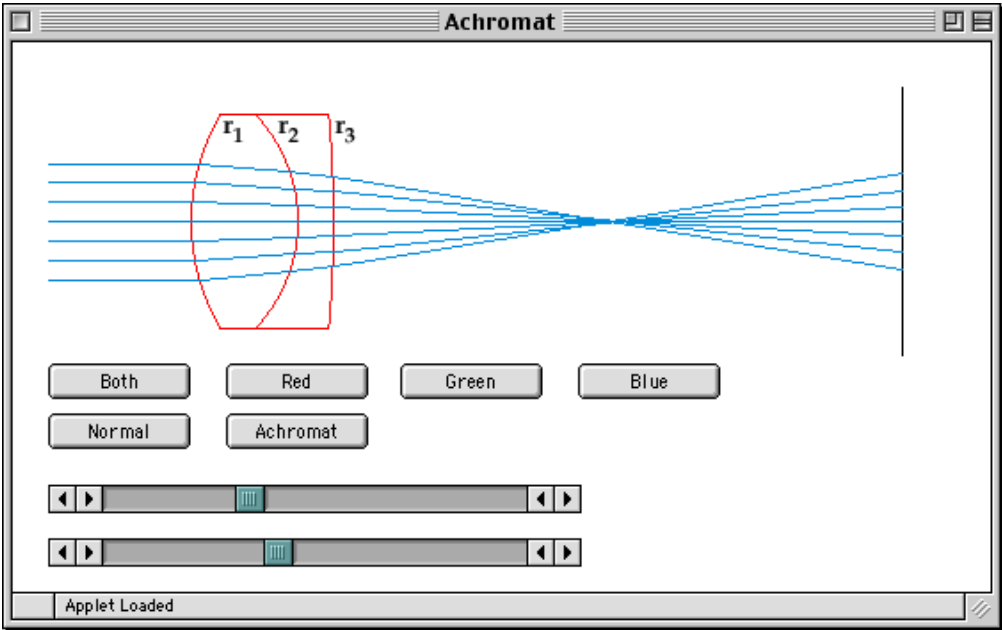 Achromat
r1 r2 r3
Both Red Green Blue
Normal Achromat
Applet Loaded